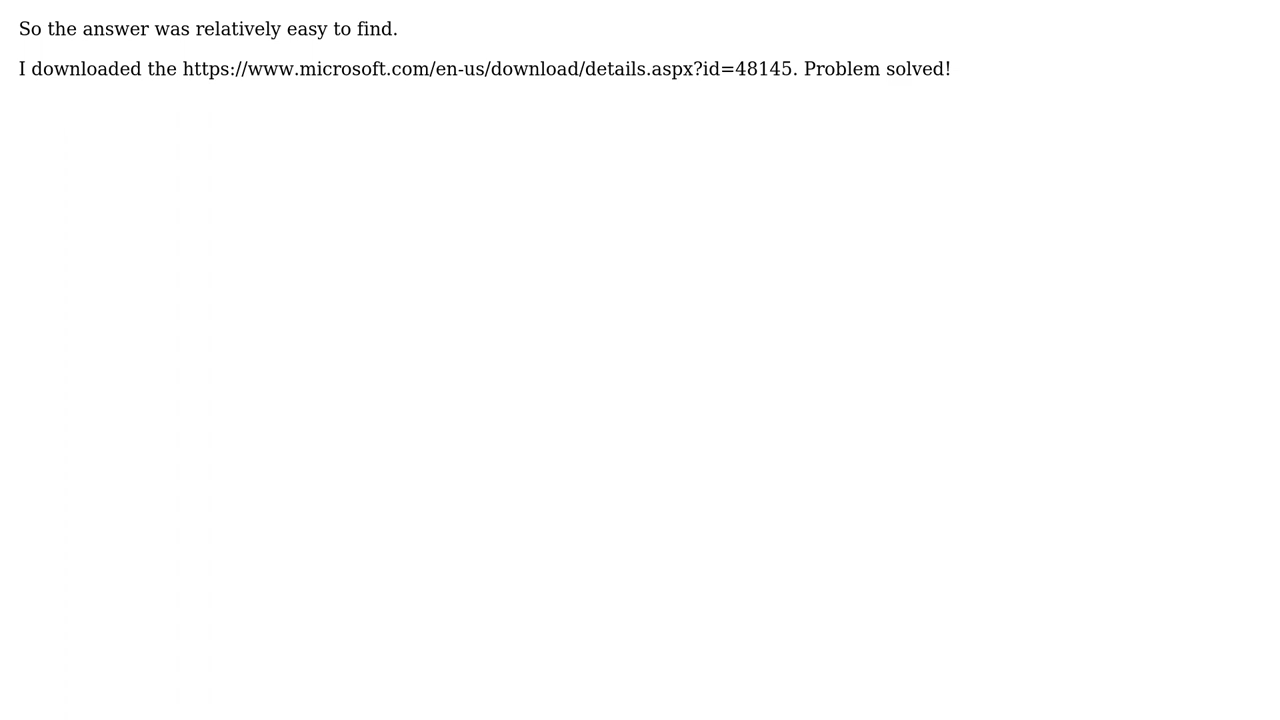 So the answer was relatively easy to find.
I downloaded the https://www.microsoft.com/en-us/download/details.aspx?id=48145. Problem solved!